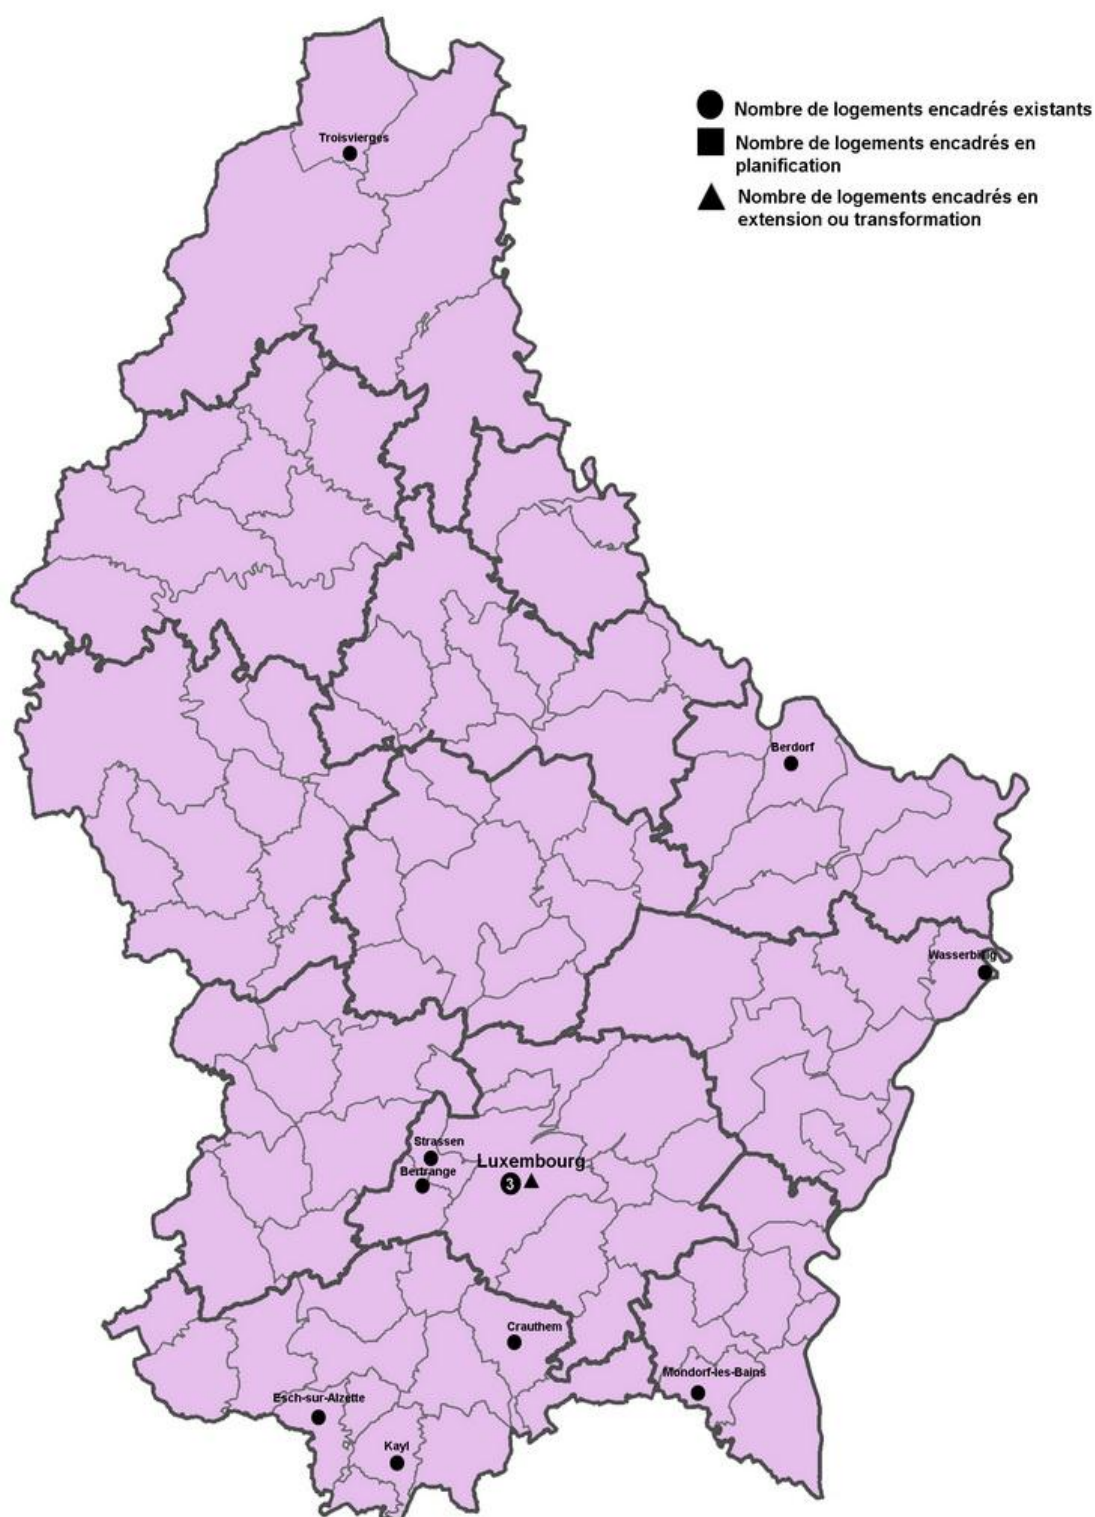 Nombre de logements encadrés existants
Nombre de logements encadrés en
planification
Nombre de logements encadrés en
extension ou transformation
Troisvierges
Berdorf
Wasserbillig
Strassen
Luxembourg
Bertrange
3
Crauthem
Mondorf-les-Bains
Esch-sur-Alzette
Kayl